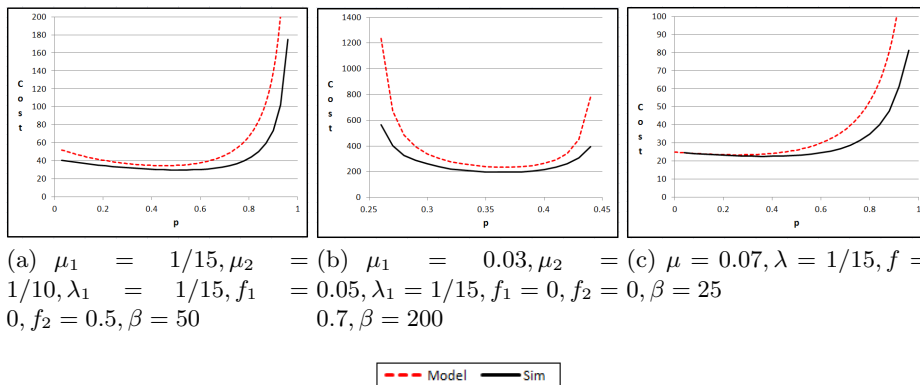 200
180
160
140
120
100
80
60
40
20
0
C
o
s
t
0 0.2 0.4 0.6 0.8 1
p
1400
1200
1000
800
600
400
200
0
C
o
s
t
0.25 0.3 0.35 0.4 0.45
p
100
90
80
70
60
50
40
30
20
10
0
C
o
s
t
0 0.2 0.4 0.6 0.8 1
p
(a) μ₁ = 1/15, μ₂ =
1/10, λ₁ = 1/15, f₁ =
0, f₂ = 0.5, β = 50
(b) μ₁ = 0.03, μ₂ =
0.05, λ₁ = 1/15, f₁ = 0, f₂ =
0.7, β = 200
(c) μ = 0.07, λ = 1/15, f =
0, β = 25
Model Sim